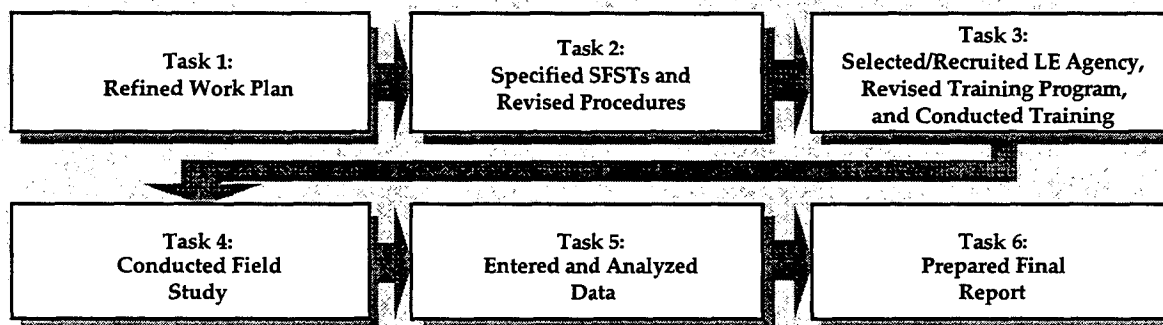 Task 1:
Refined Work Plan
Task 2:
Specified SFSTs and
Revised Procedures
Task 3:
Selected/Recruited LE Agency,
Revised Training Program,
and Conducted Training
Task 4:
Conducted Field
Study
Task 5:
Entered and Analyzed
Data
Task 6:
Prepared Final
Report